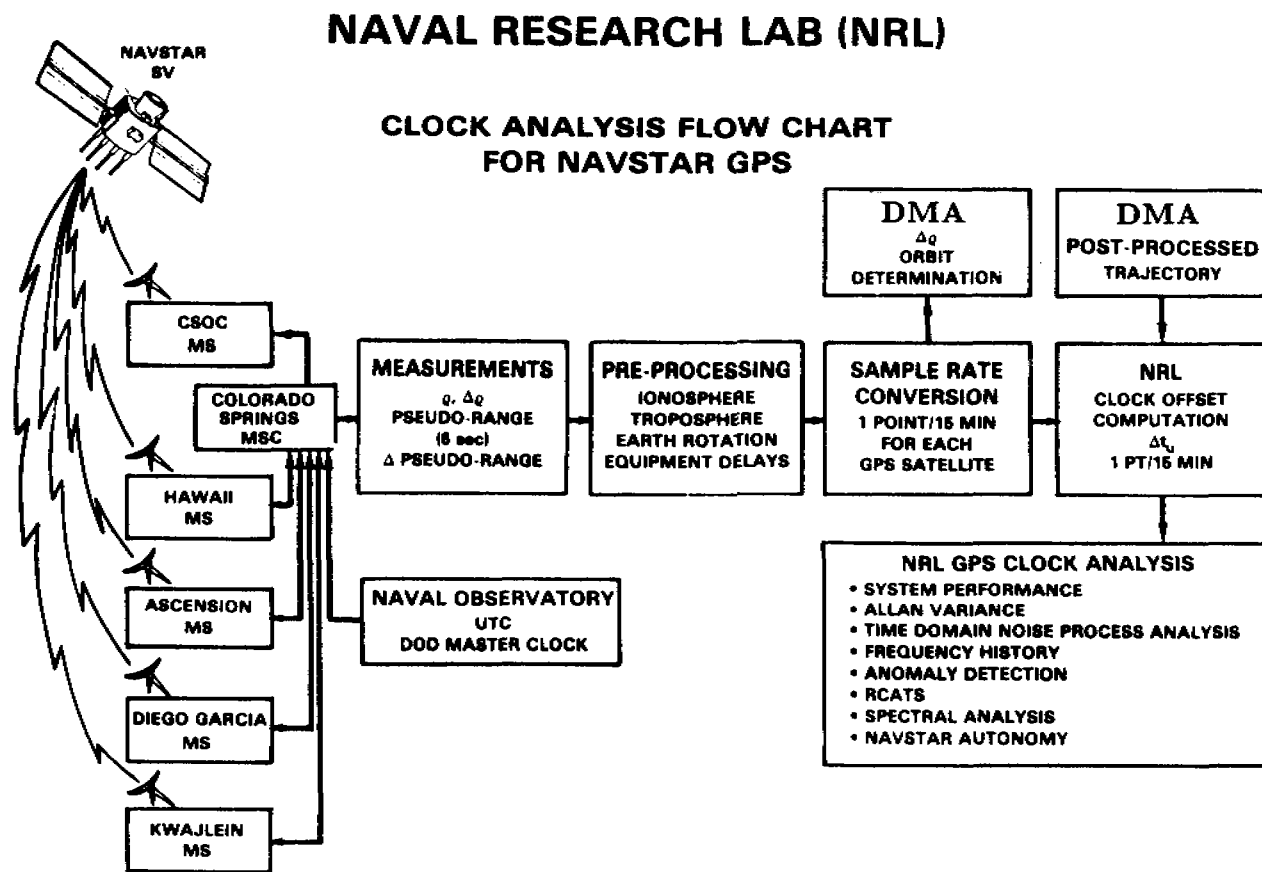 NAVAL RESEARCH LAB (NRL)
NAVSTAR
SV
CLOCK ANALYSIS FLOW CHART
FOR NAVSTAR GPS
CSOC
MS
COLORADO
SPRINGS
MSC
HAWAII
MS
ASCENSION
MS
DIEGO GARCIA
MS
KWAJLEIN
MS
MEASUREMENTS
ρ, Δρ
PSEUDO-RANGE
(6 sec)
Δ PSEUDO-RANGE
NAVAL OBSERVATORY
UTC
DOD MASTER CLOCK
PRE-PROCESSING
IONOSPHERE
TROPOSPHERE
EARTH ROTATION
EQUIPMENT DELAYS
DMA
Δρ
ORBIT
DETERMINATION
SAMPLE RATE
CONVERSION
1 POINT/15 MIN
FOR EACH
GPS SATELLITE
DMA
POST-PROCESSED
TRAJECTORY
NRL
CLOCK OFFSET
COMPUTATION
Δtᵤ
1 PT/15 MIN
NRL GPS CLOCK ANALYSIS
• SYSTEM PERFORMANCE
• ALLAN VARIANCE
• TIME DOMAIN NOISE PROCESS ANALYSIS
• FREQUENCY HISTORY
• ANOMALY DETECTION
• RCATS
• SPECTRAL ANALYSIS
• NAVSTAR AUTONOMY